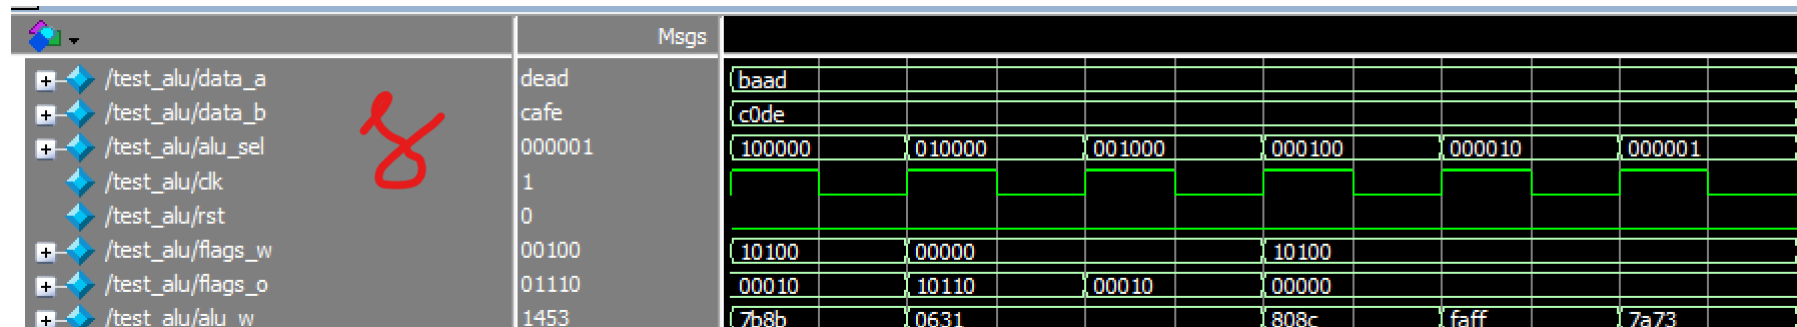 Msgs
/test_alu/data_a dead baad
/test_alu/data_b cafe c0de
/test_alu/alu_sel 000001 100000 010000 001000 000100 000010 000001
/test_alu/clk 1
/test_alu/rst 0
/test_alu/flags_w 00100 10100 00000 10100
/test_alu/flags_o 01110 00010 10110 00010 00000
/test_alu/alu_w 1453 7b8b 0631 808c faff 7a73
8